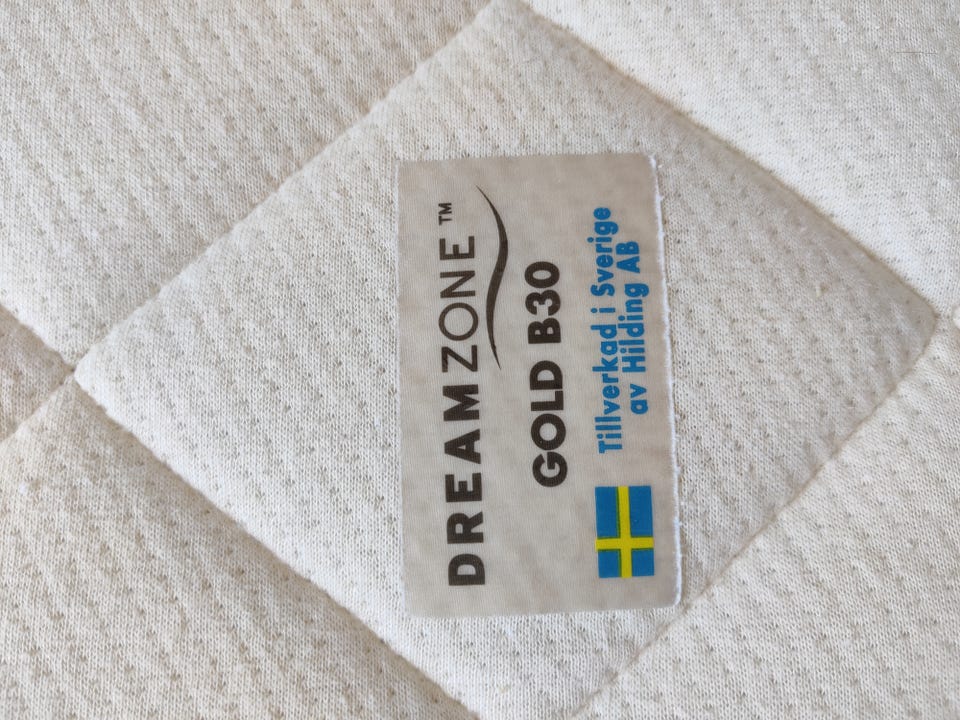 DREAMZONE™
GOLD B30
Tillverkad i Sverige
av Hilding AB